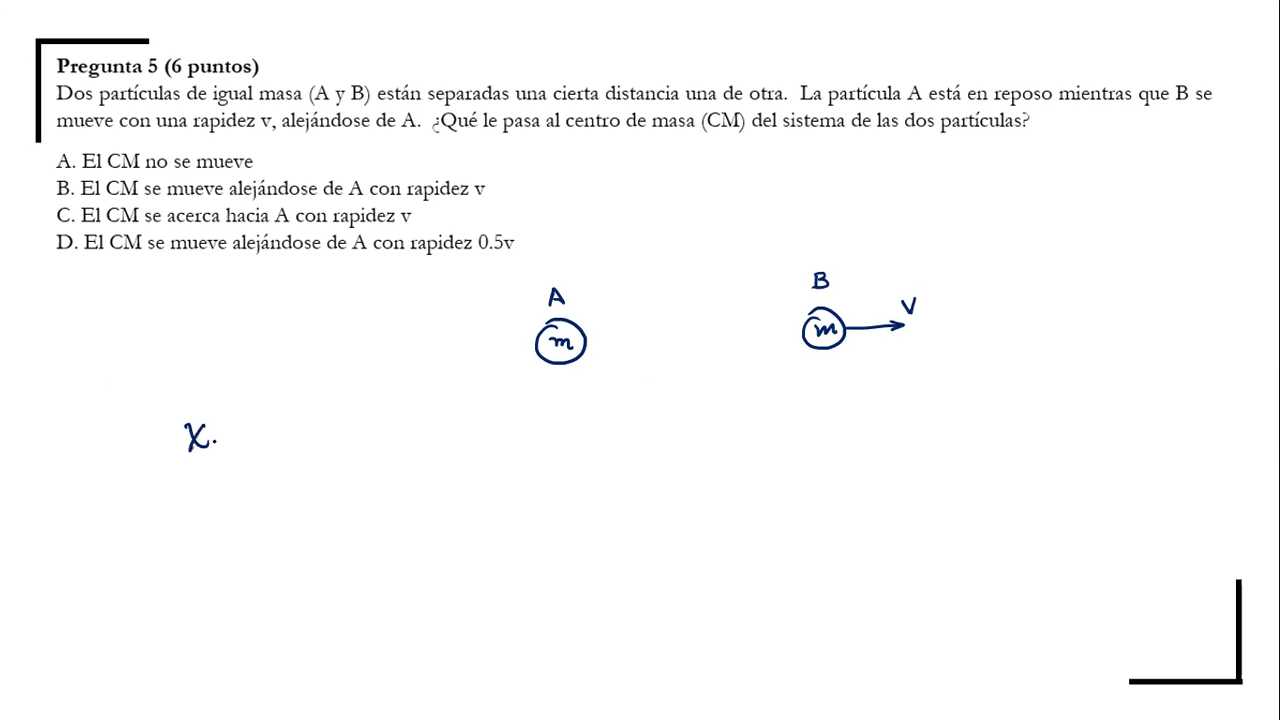 Pregunta 5 (6 puntos)
Dos partículas de igual masa (A y B) están separadas una cierta distancia una de otra. La partícula A está en reposo mientras que B se
mueve con una rapidez v, alejándose de A. ¿Qué le pasa al centro de masa (CM) del sistema de las dos partículas?
A. El CM no se mueve
B. El CM se mueve alejándose de A con rapidez v
C. El CM se acerca hacia A con rapidez v
D. El CM se mueve alejándose de A con rapidez 0.5v
A
B
m
m
V
X.